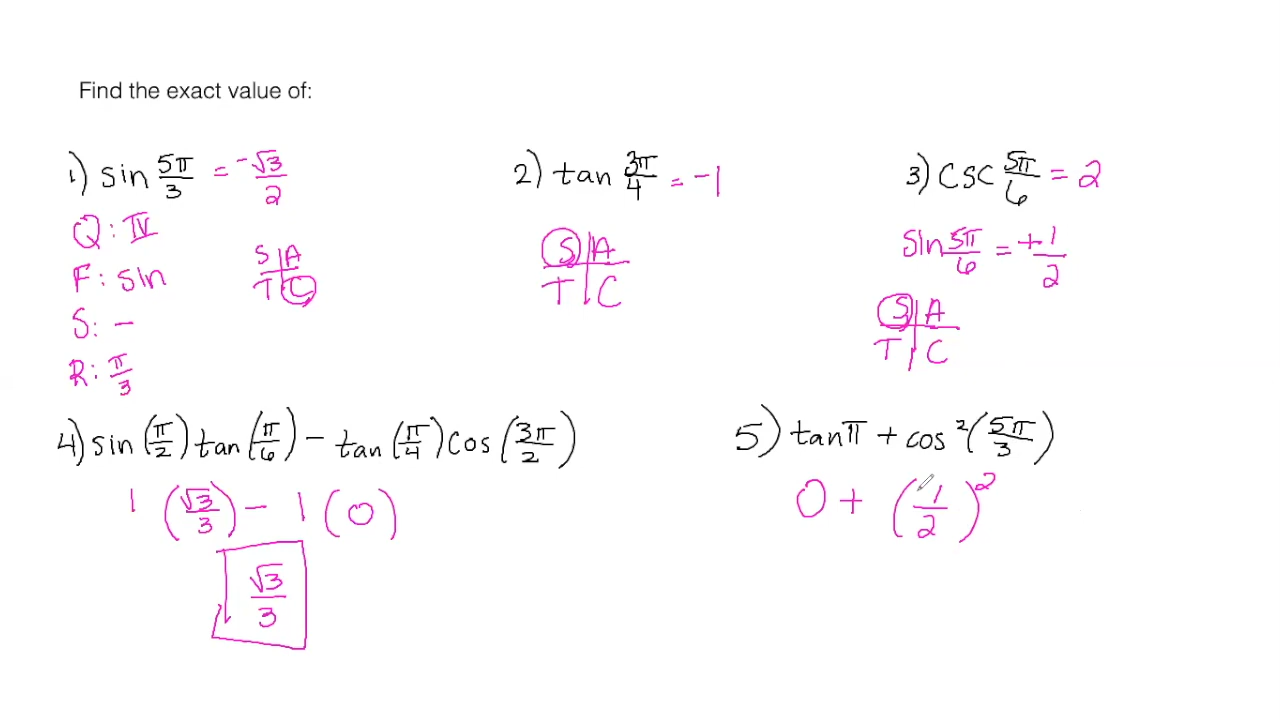 Find the exact value of:
1) sin 5π/3 = -√3/2
Q: IV
F: sin
S: -
R: π/3
S A
T C
2) tan 3π/4 = -1
S A
T C
3) csc 5π/6 = 2
sin 5π/6 = +1/2
S A
T C
4) sin(π/2) tan(π/6) - tan(π/4) cos(3π/2)
1 (√3/3) - 1 (0)
√3/3
5) tan π + cos²(5π/3)
0 + (1/2)²